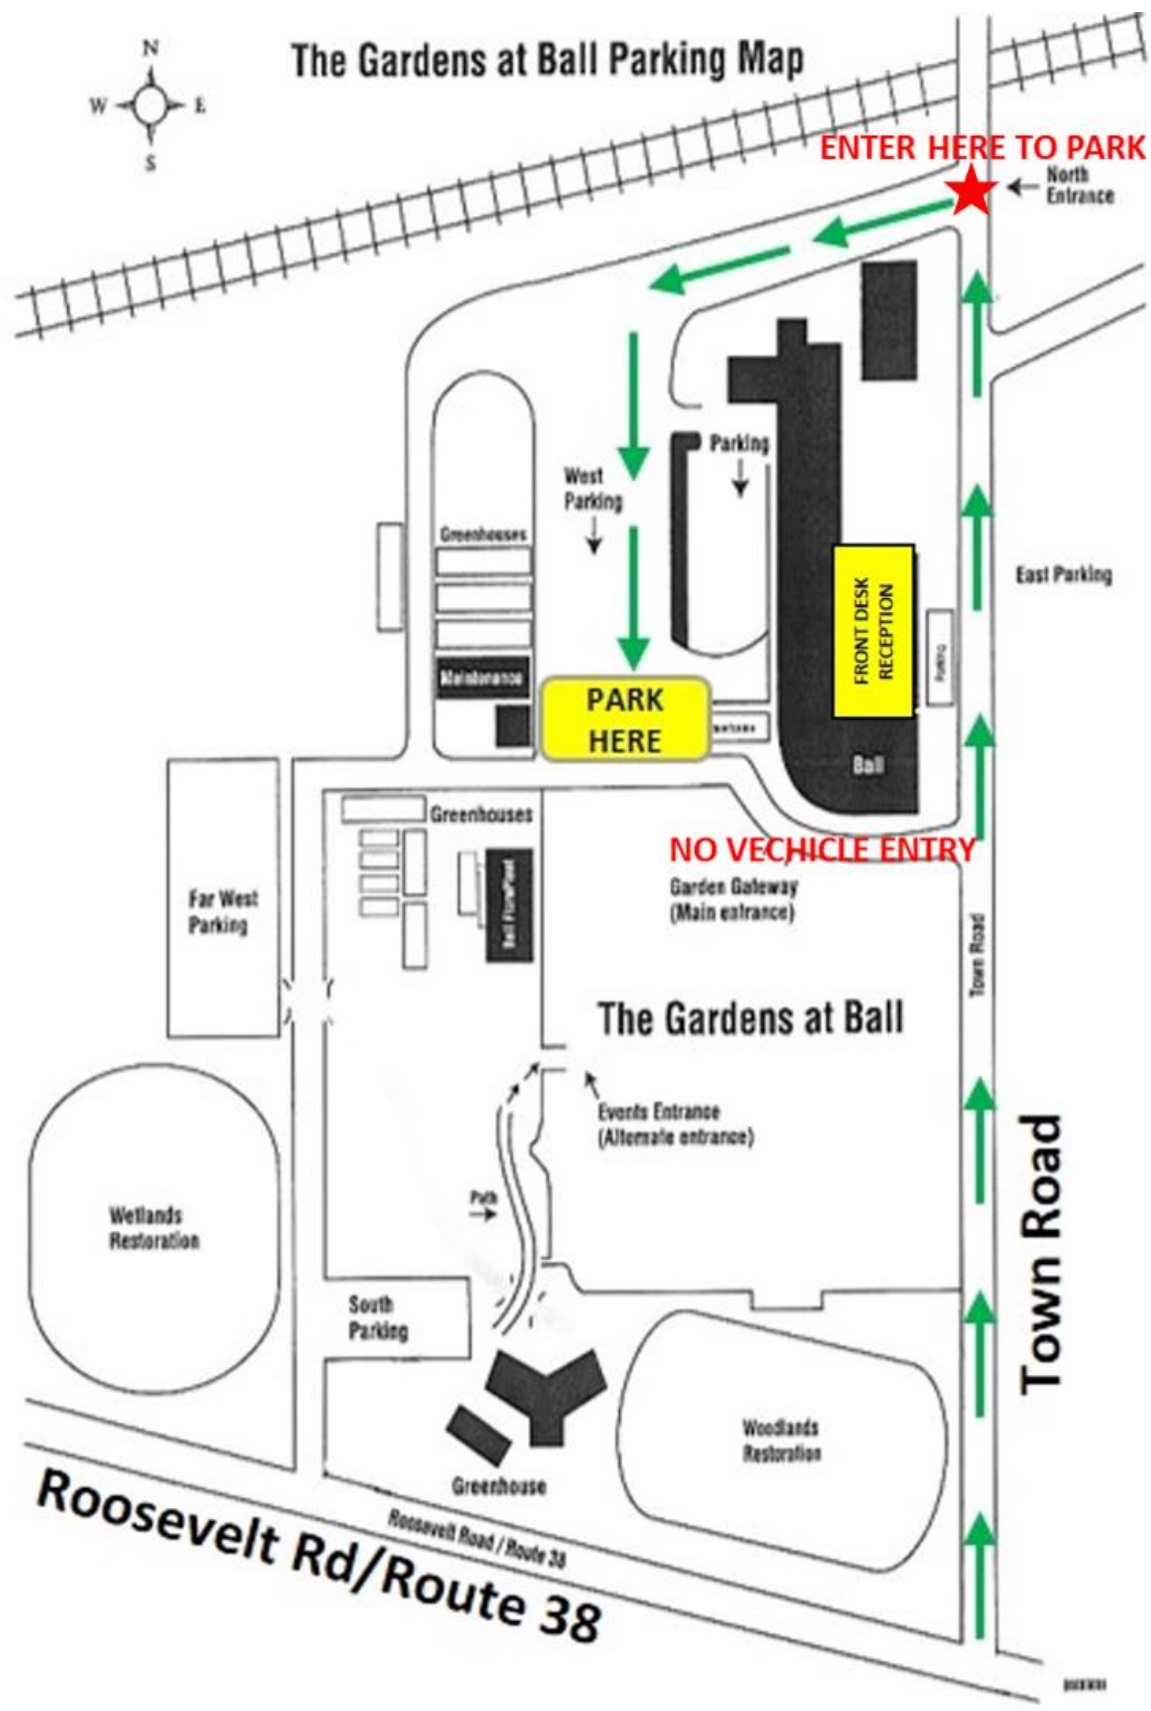 N
The Gardens at Ball Parking Map
W
E
S
ENTER HERE TO PARK
North
Entrance
Parking
West
Parking
Greenhouses
East Parking
FRONT DESK
RECEPTION
Parking
Maintenance
PARK
HERE
Ball
Greenhouses
NO VECHICLE ENTRY
Garden Gateway
(Main entrance)
Far West
Parking
Town Road
The Gardens at Ball
Events Entrance
(Alternate entrance)
Path
Wetlands
Restoration
Town Road
South
Parking
Woodlands
Restoration
Greenhouse
Roosevelt Road / Route 38
Roosevelt Rd/Route 38